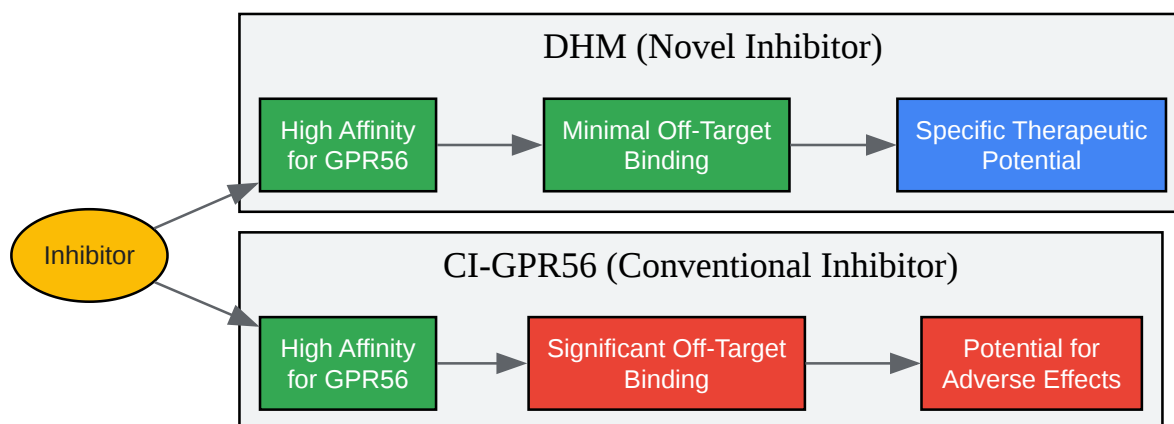 DHM (Novel Inhibitor)
High Affinity
for GPR56
Minimal Off-Target
Binding
Specific Therapeutic
Potential
Inhibitor
CI-GPR56 (Conventional Inhibitor)
High Affinity
for GPR56
Significant Off-Target
Binding
Potential for
Adverse Effects